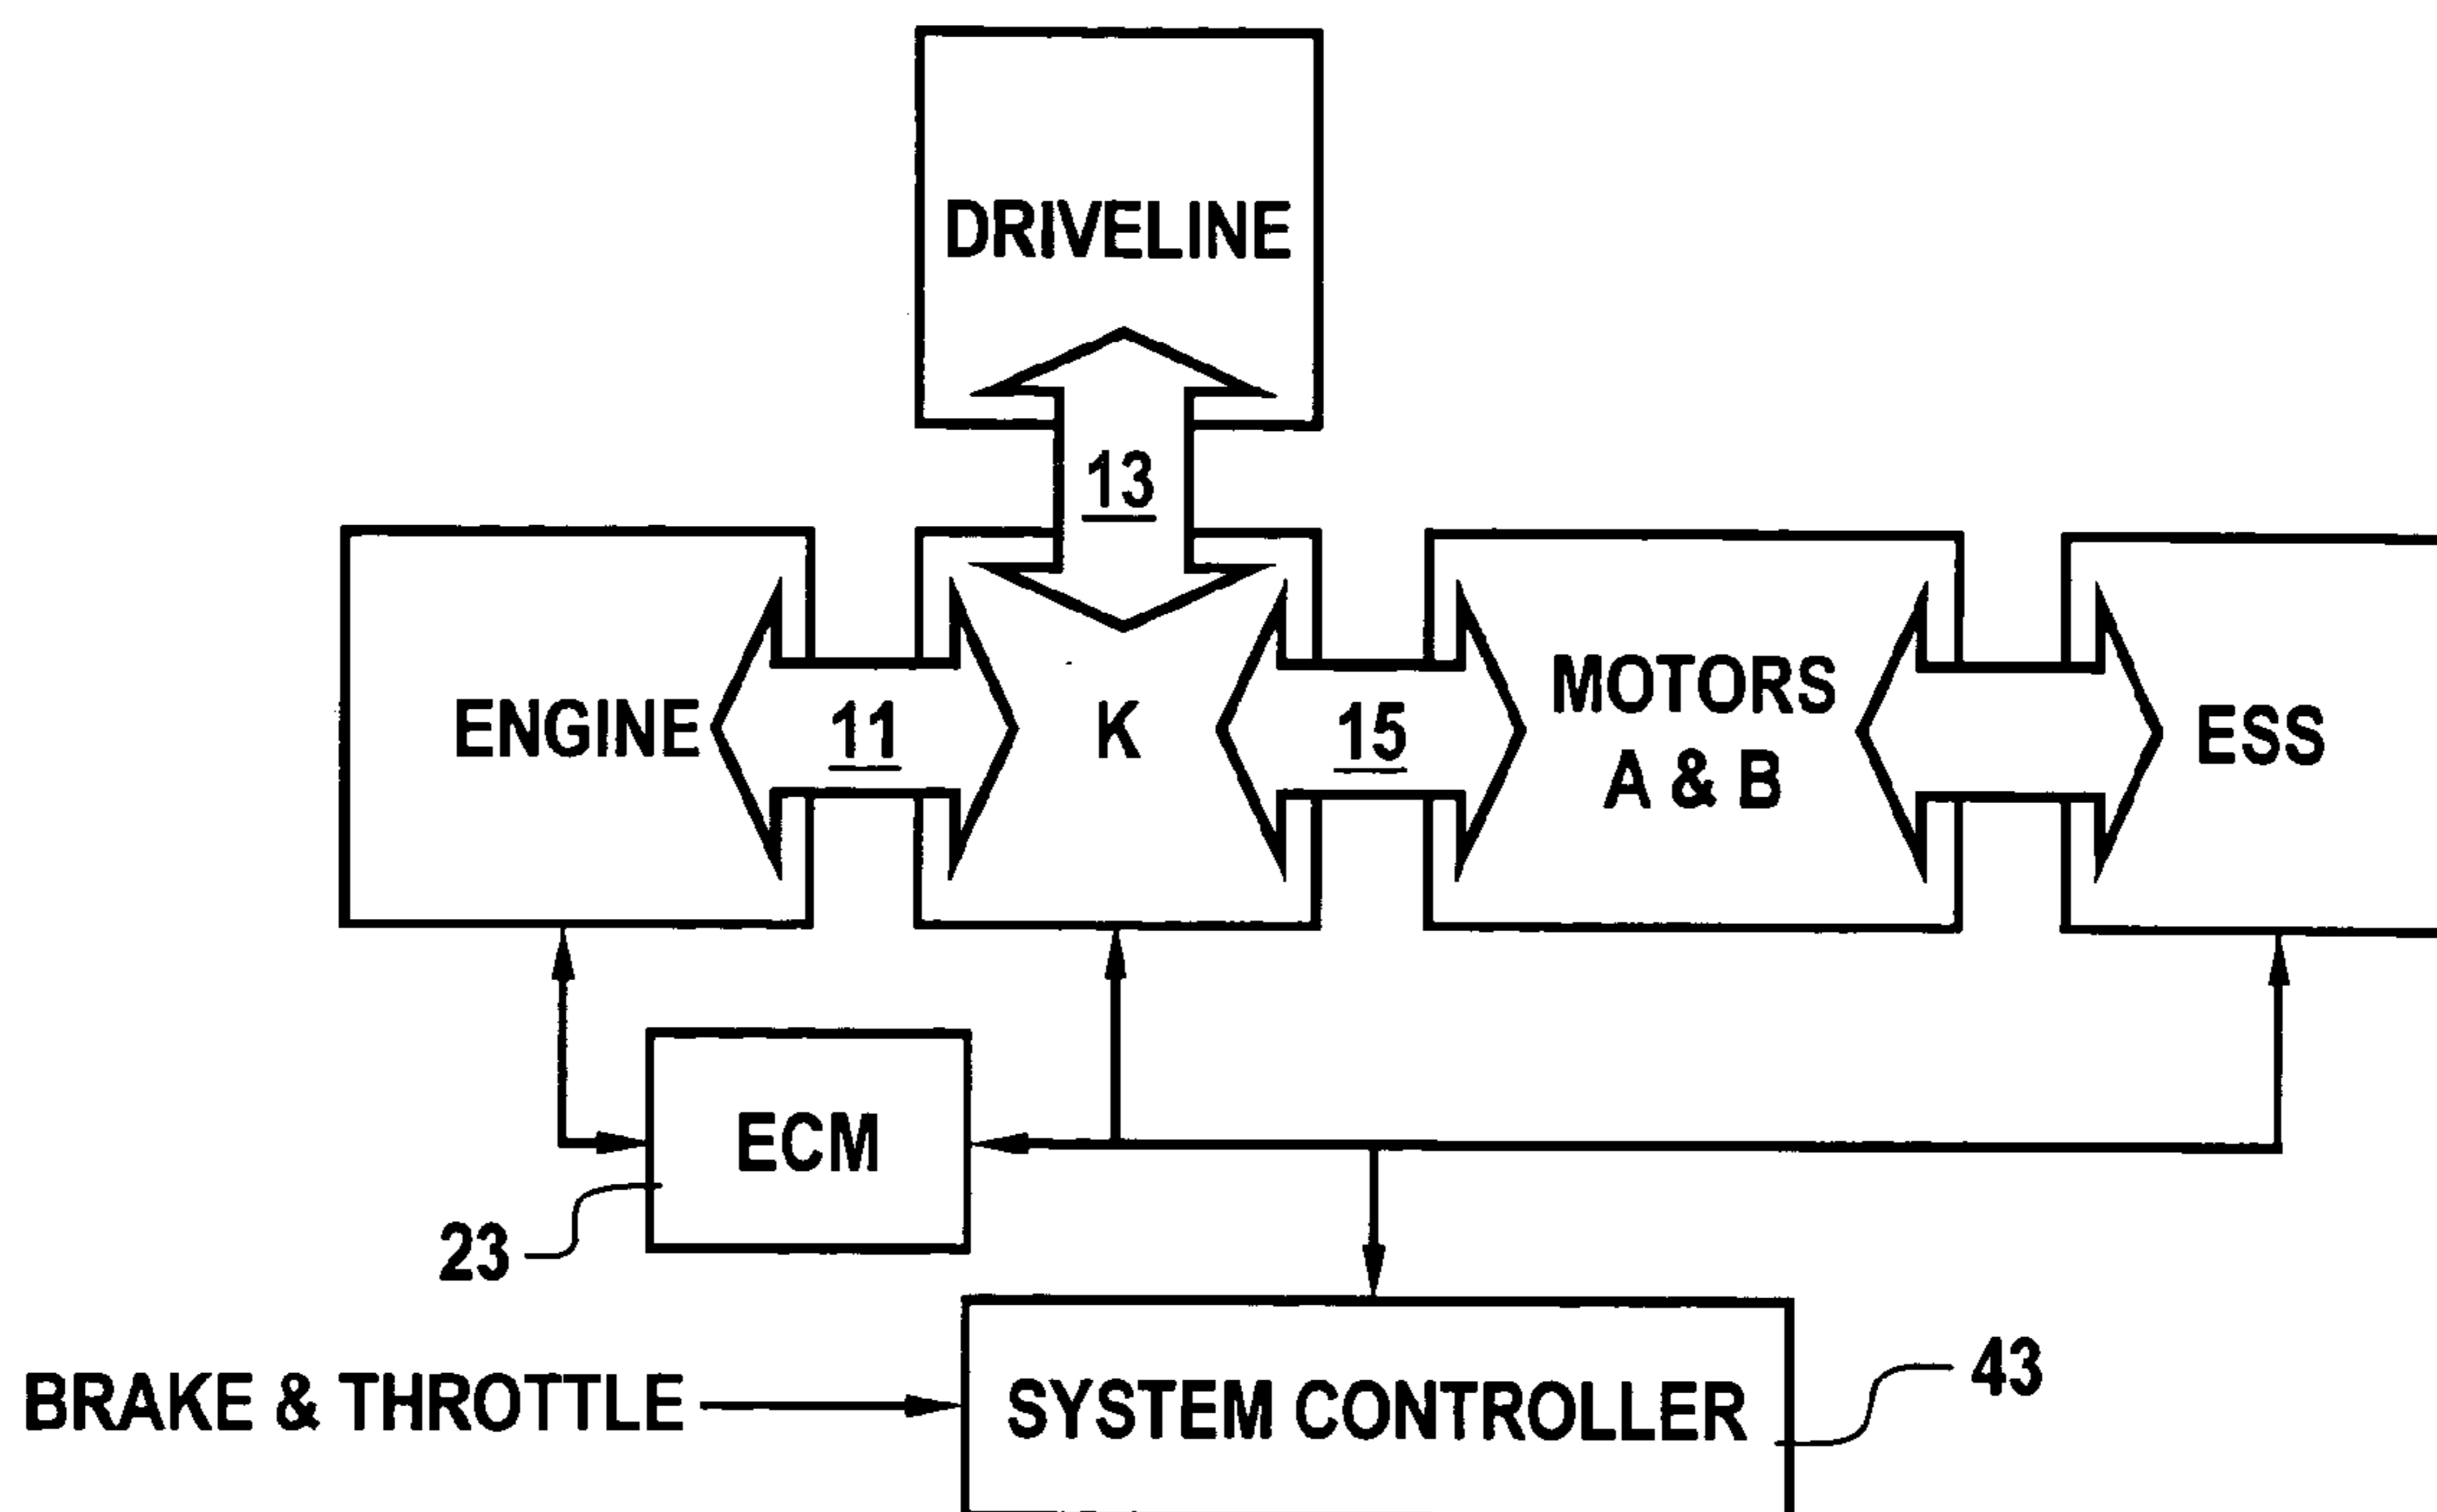 DRIVELINE
13
ENGINE
11
K
15
MOTORS
A & B
ESS
ECM
23
BRAKE & THROTTLE
SYSTEM CONTROLLER
43